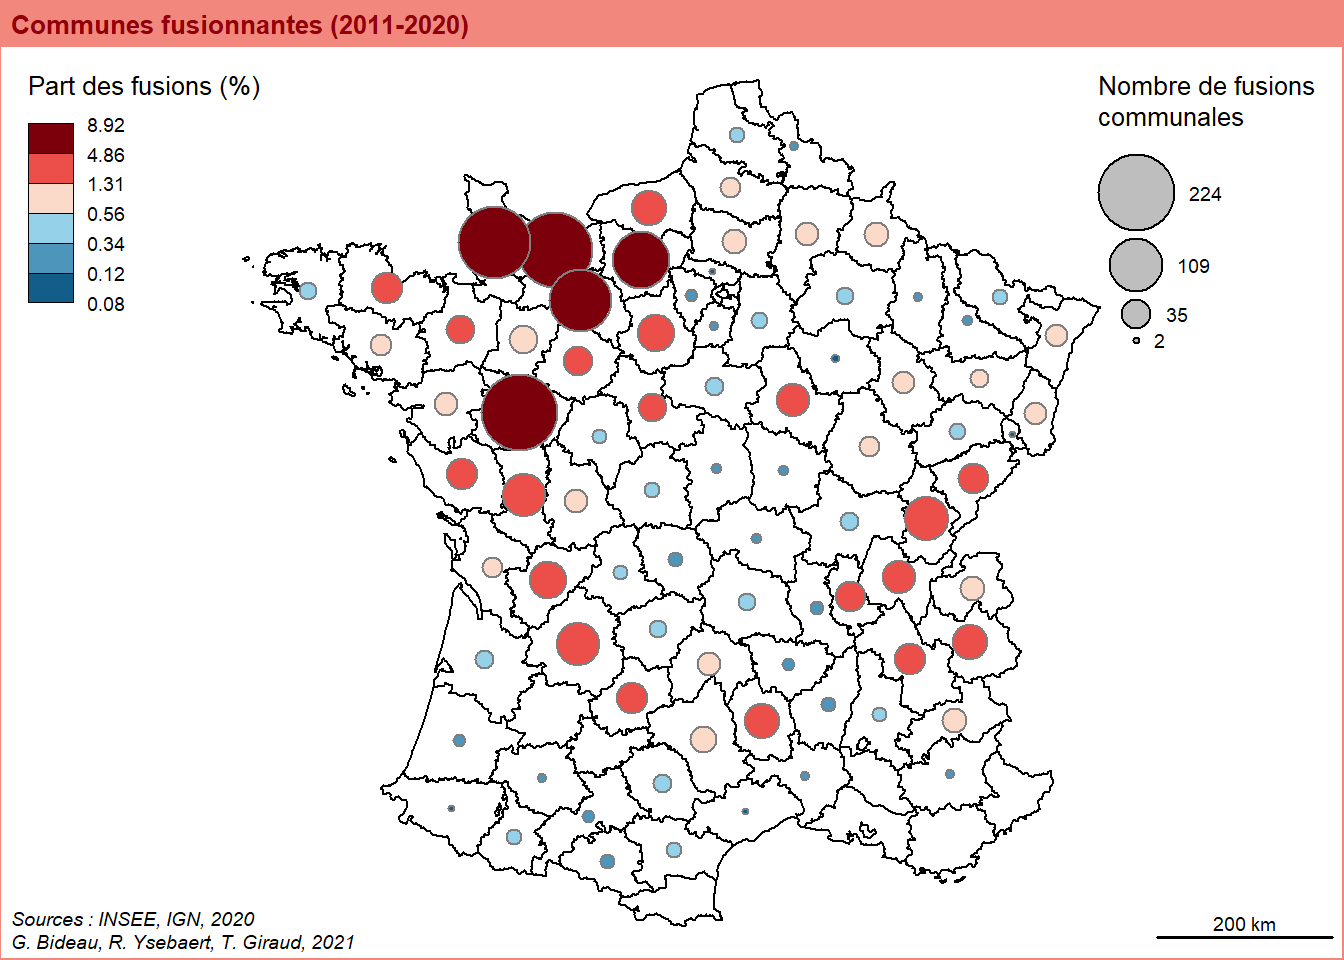 Communes fusionnantes (2011-2020)
Part des fusions (%)
8.92
4.86
1.31
0.56
0.34
0.12
0.08
Nombre de fusions
communales
224
109
35
2
Sources : INSEE, IGN, 2020
G. Bideau, R. Ysebaert, T. Giraud, 2021
200 km